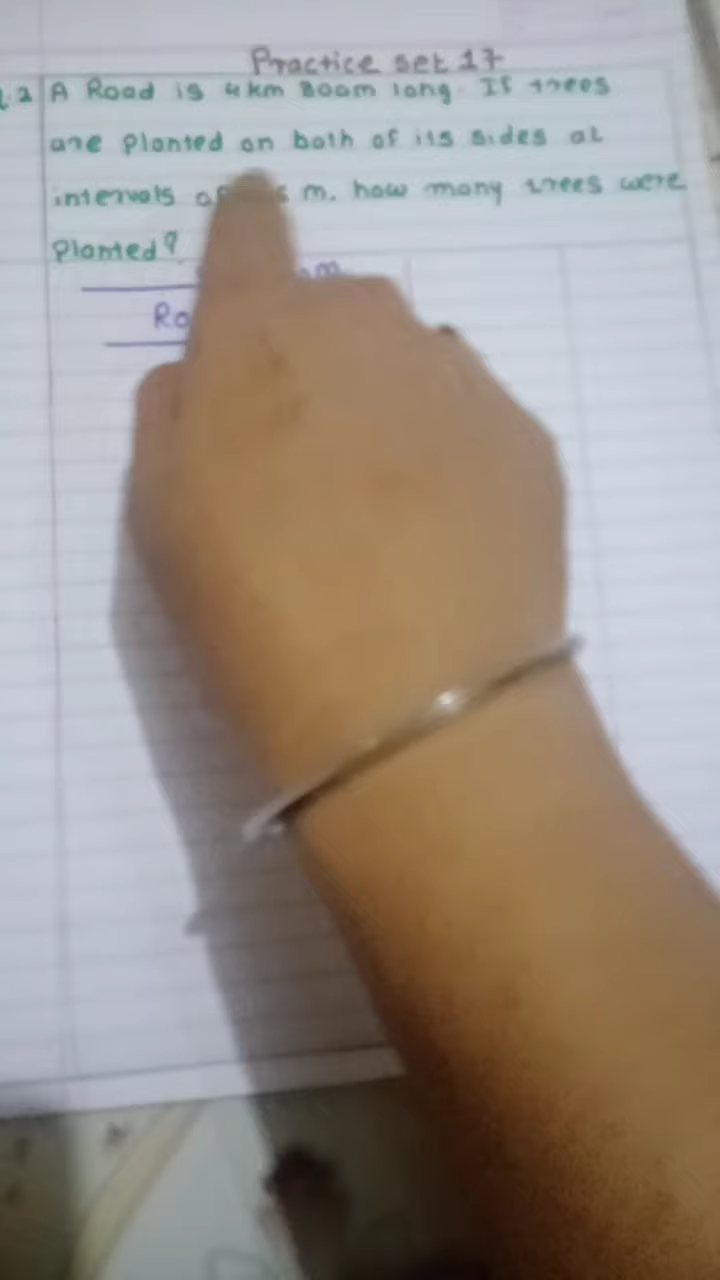 Practice set 17
A Road is 4km 800m long. If trees
are planted on both of its sides at
intervals m. how many trees were
Planted?
m
Ro